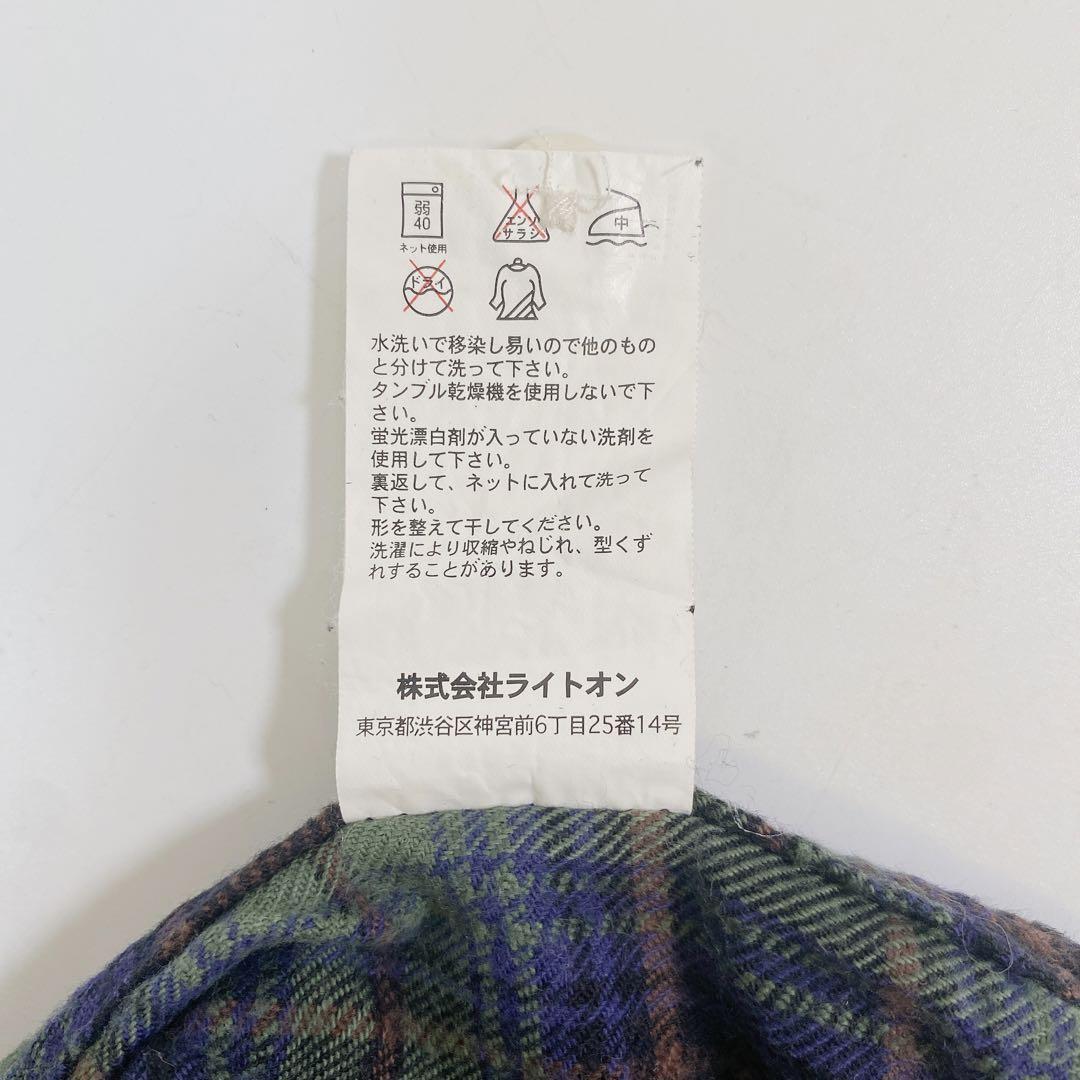 弱
40
ネット使用
エンソ
サラシ
中
ドライ
水洗いで移染し易いので他のもの
と分けて洗って下さい。
タンブル乾燥機を使用しないで下
さい。
蛍光漂白剤が入っていない洗剤を
使用して下さい。
裏返して、ネットに入れて洗って
下さい。
形を整えて干してください。
洗濯により収縮やねじれ、型くず
れすることがあります。
株式会社ライトオン
東京都渋谷区神宮前6丁目25番14号